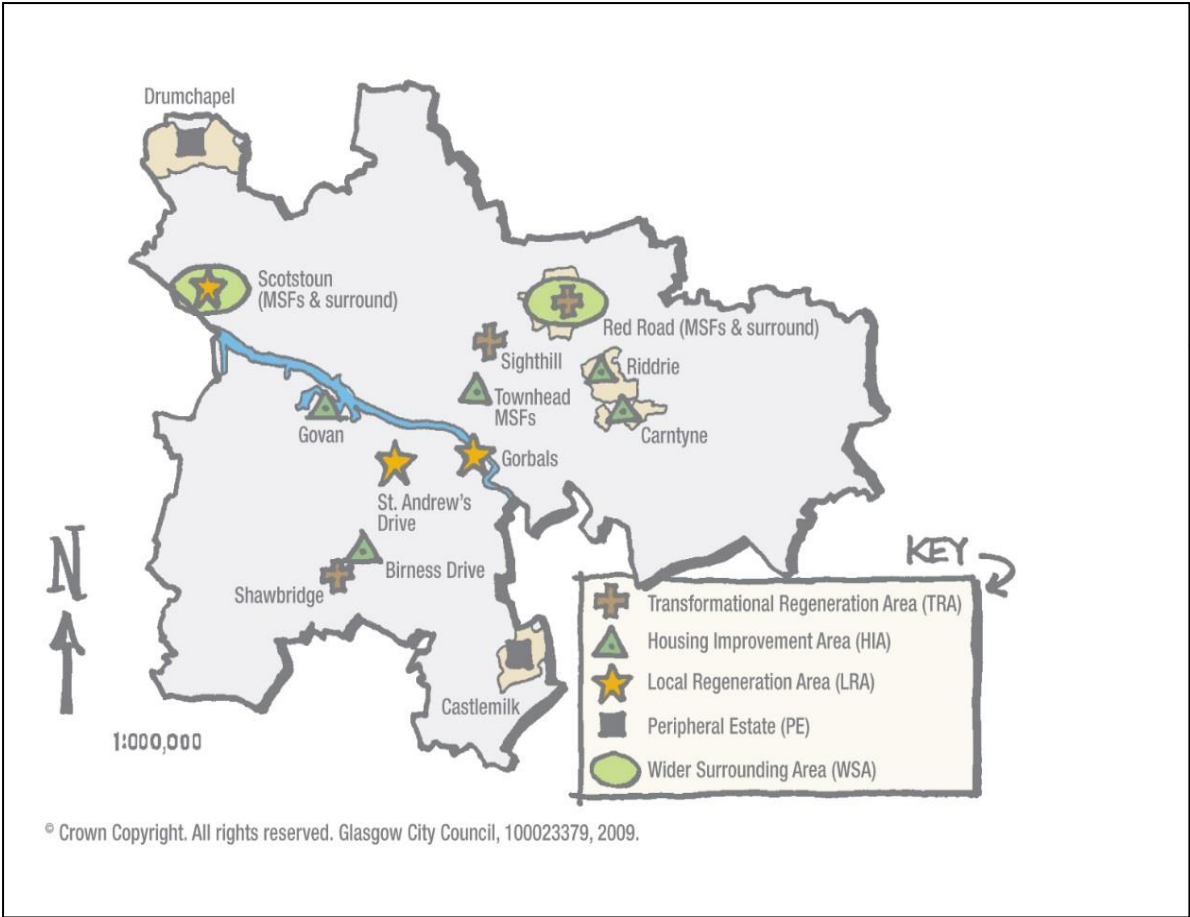 Drumchapel
Scotstoun
(MSFs & surround)
Red Road (MSFs & surround)
Sighthill
Riddrie
Townhead
MSFs
Carntyne
Govan
Gorbals
St. Andrew's
Drive
Birness Drive
Shawbridge
Castlemilk
N
1:000,000
KEY
Transformational Regeneration Area (TRA)
Housing Improvement Area (HIA)
Local Regeneration Area (LRA)
Peripheral Estate (PE)
Wider Surrounding Area (WSA)
© Crown Copyright. All rights reserved. Glasgow City Council, 100023379, 2009.